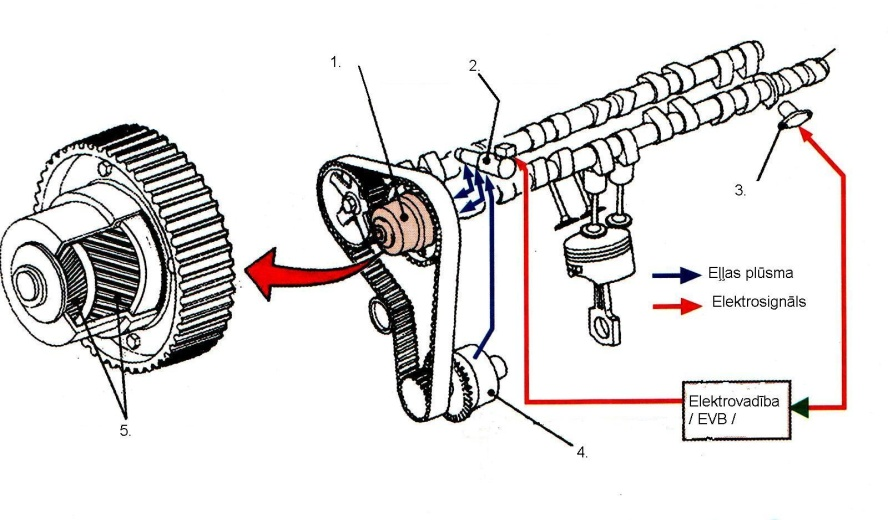 1.
2.
3.
Eļļas plūsma
Elektrosignāls
Elektrovadība
/ EVB /
5.
4.